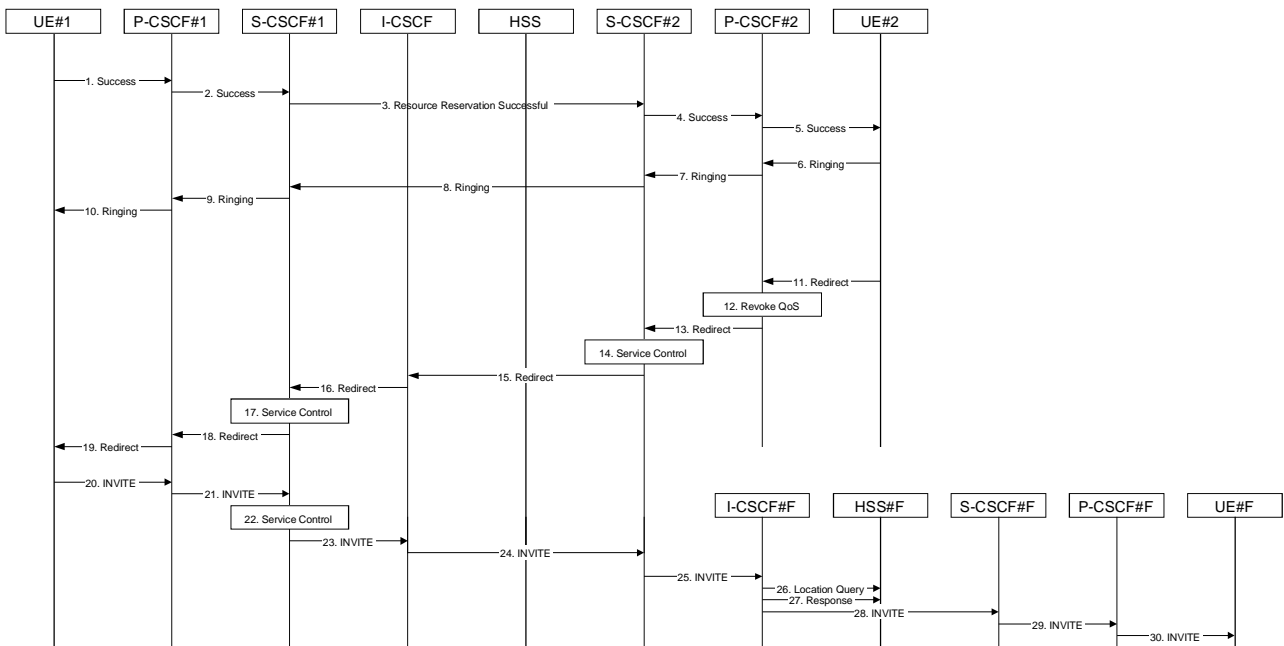 UE#1
P-CSCF#1
S-CSCF#1
I-CSCF
HSS
S-CSCF#2
P-CSCF#2
UE#2
1. Success
2. Success
3. Resource Reservation Successful
4. Success
5. Success
6. Ringing
7. Ringing
8. Ringing
9. Ringing
10. Ringing
11. Redirect
12. Revoke QoS
13. Redirect
14. Service Control
15. Redirect
16. Redirect
17. Service Control
18. Redirect
19. Redirect
20. INVITE
21. INVITE
I-CSCF#F
HSS#F
S-CSCF#F
P-CSCF#F
UE#F
22. Service Control
23. INVITE
24. INVITE
25. INVITE
26. Location Query
27. Response
28. INVITE
29. INVITE
30. INVITE